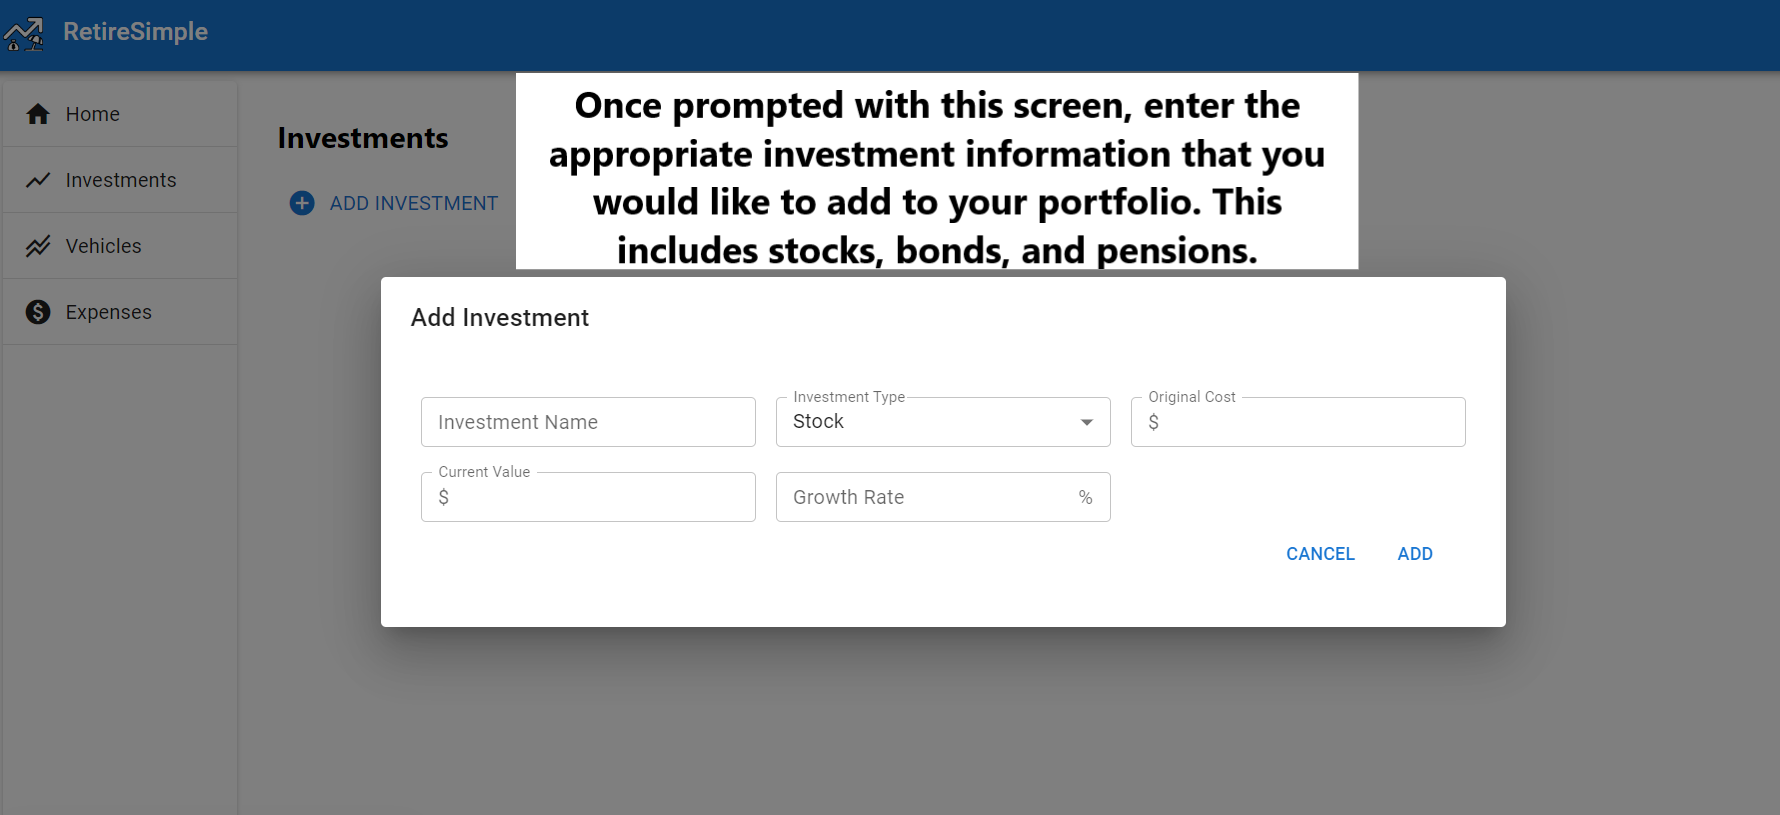 RetireSimple
Home
Investments
Vehicles
Expenses
Investments
ADD INVESTMENT
Once prompted with this screen, enter the
appropriate investment information that you
would like to add to your portfolio. This
includes stocks, bonds, and pensions.
Add Investment
Investment Name
Investment Type
Stock
Original Cost
$
Current Value
$
Growth Rate %
CANCEL ADD